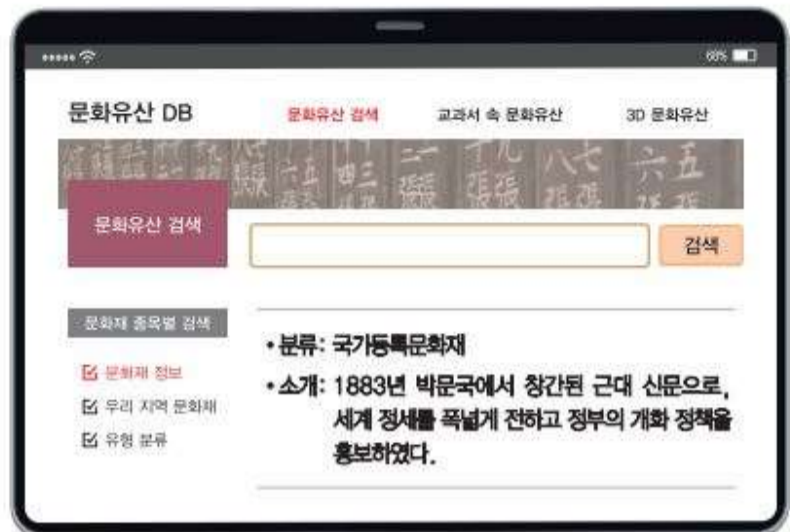 68%
문화유산 DB
문화유산 검색
교과서 속 문화유산
3D 문화유산
문화유산 검색
검색
문화재 종목별 검색
문화재 정보
우리 지역 문화재
유형 분류
• 분류: 국가등록문화재
• 소개: 1883년 박문국에서 창간된 근대 신문으로,
세계 정세를 폭넓게 전하고 정부의 개화 정책을
홍보하였다.